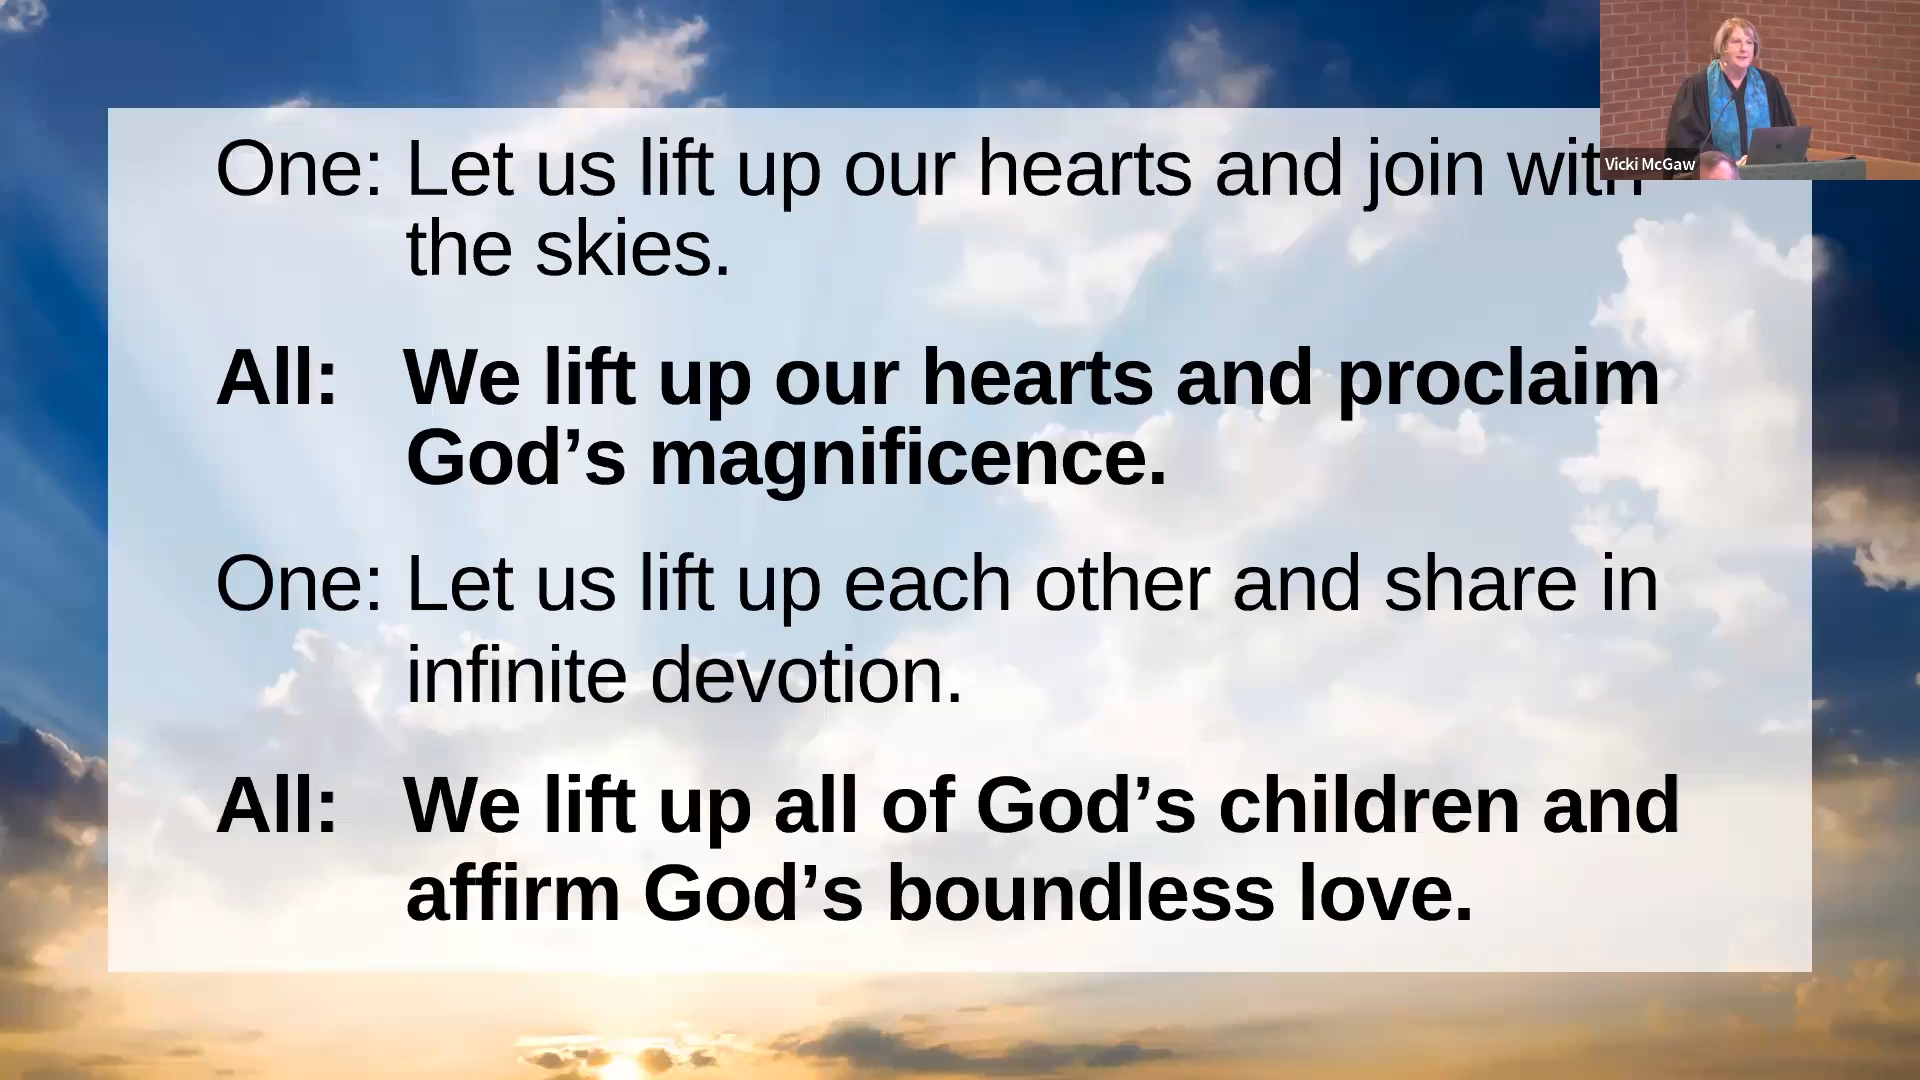 One: Let us lift up our hearts and join with
the skies.
All: We lift up our hearts and proclaim
God’s magnificence.
One: Let us lift up each other and share in
infinite devotion.
All: We lift up all of God’s children and
affirm God’s boundless love.
Vicki McGaw